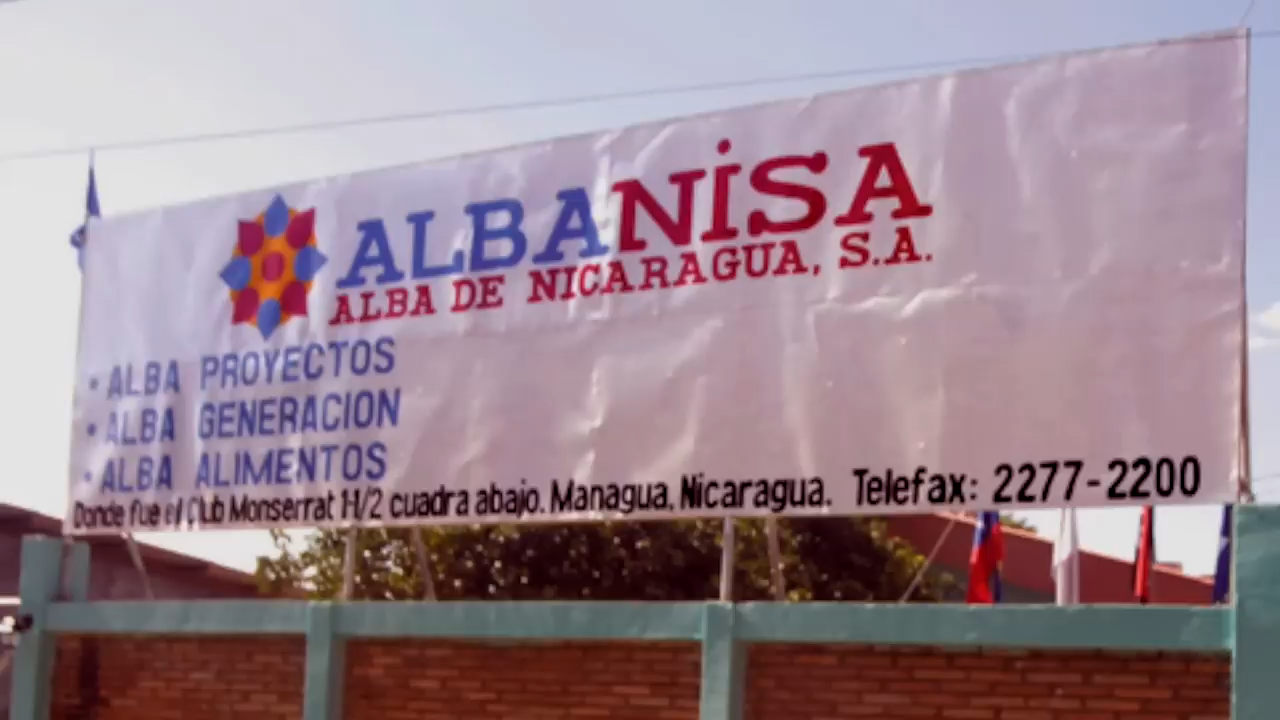 ALBANiSA
ALBA DE NICARAGUA, S.A.
• ALBA PROYECTOS
• ALBA GENERACION
• ALBA ALIMENTOS
Donde fue el Club Monserrat 1-1/2 cuadra abajo. Managua, Nicaragua. Telefax: 2277-2200